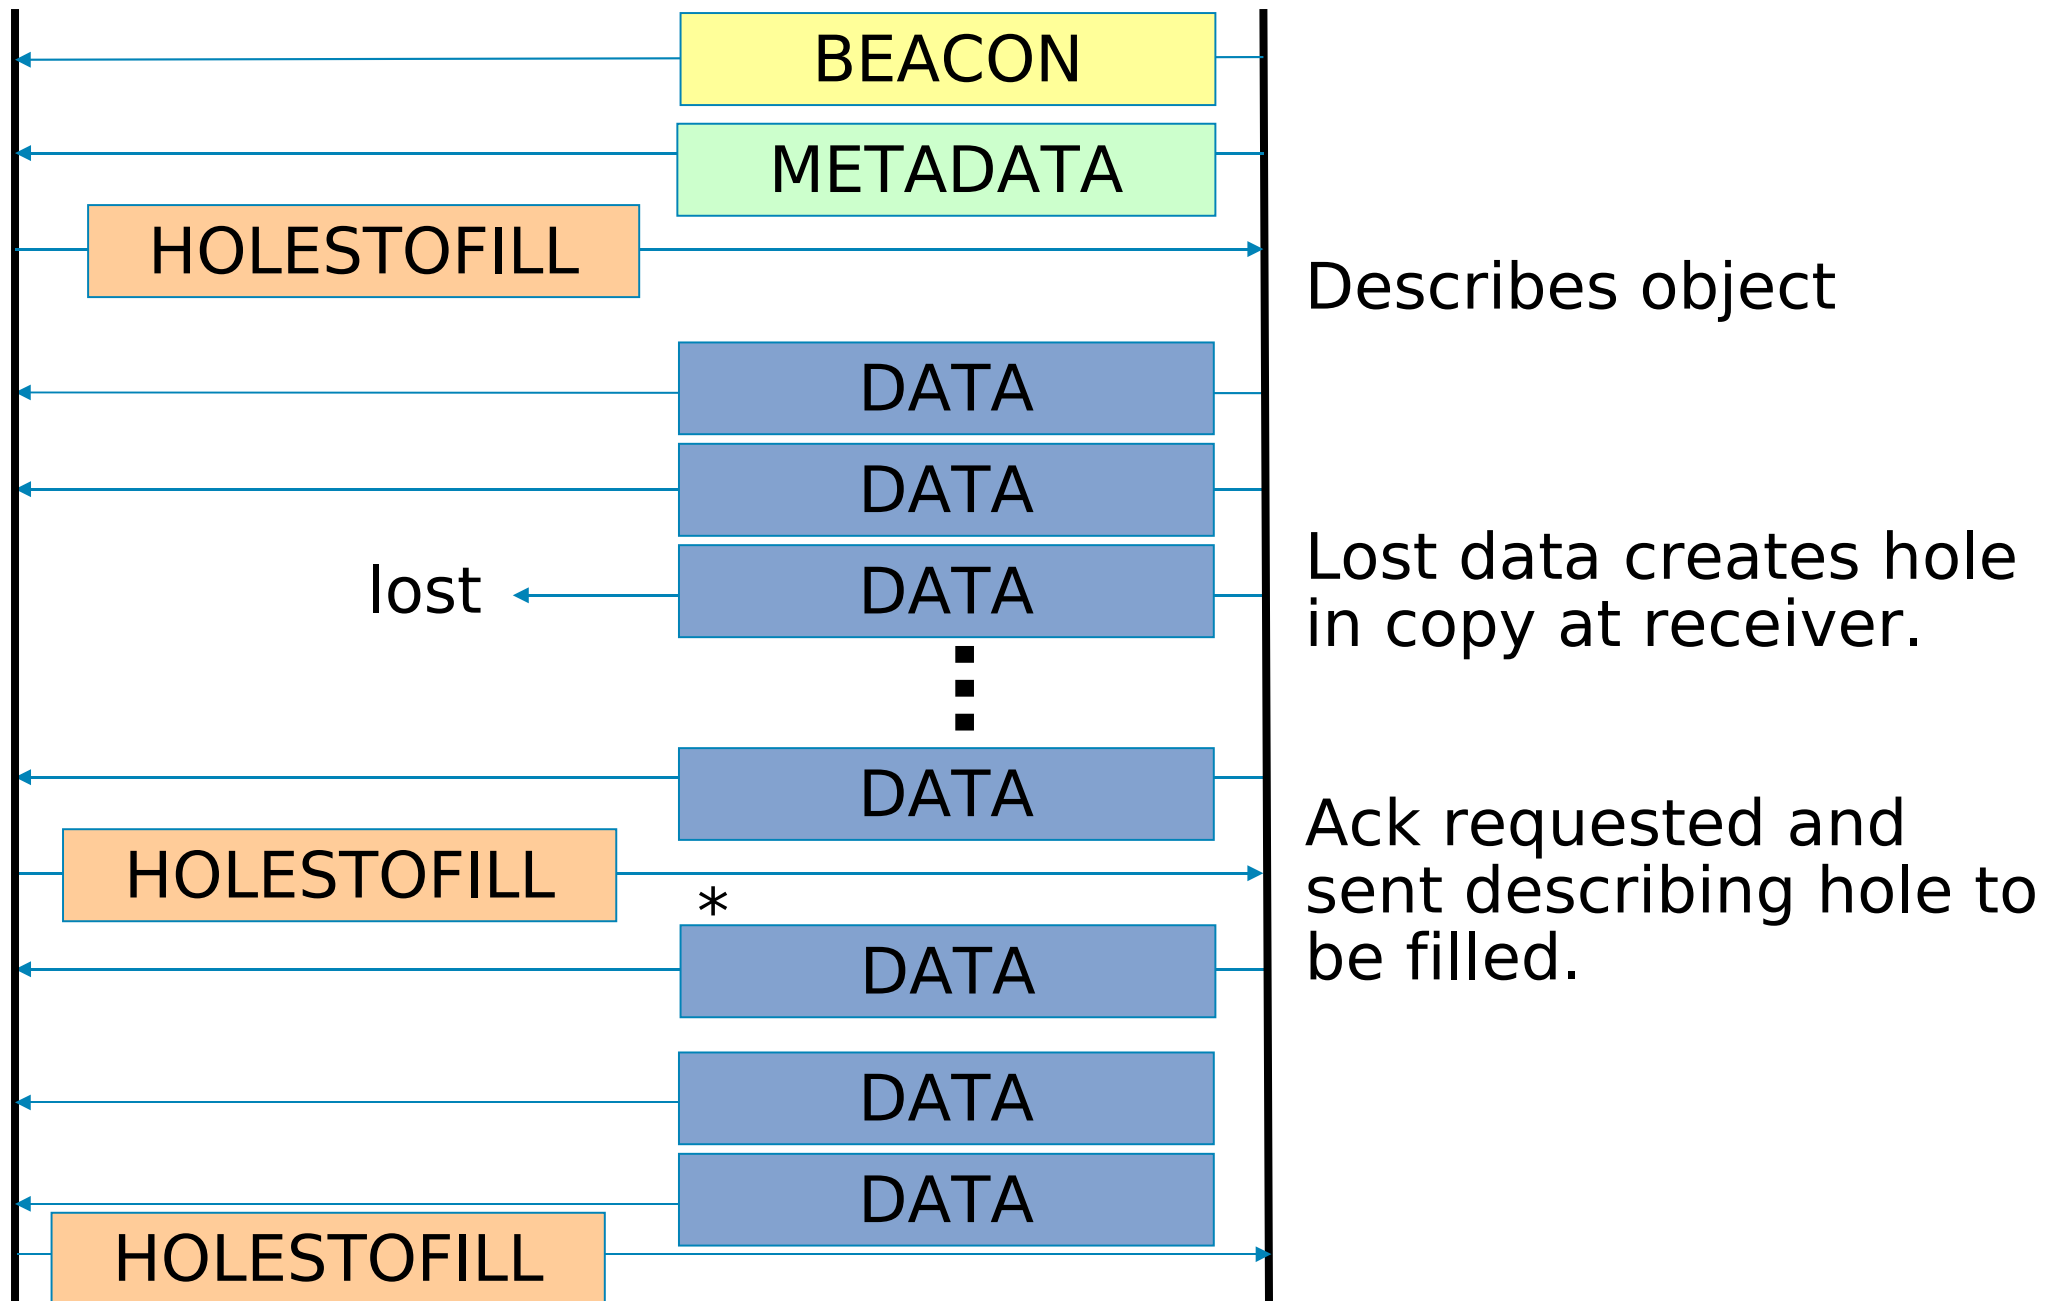 BEACON
METADATA
HOLESTOFILL
Describes object
DATA
DATA
Lost data creates hole
in copy at receiver.
lost
DATA
DATA
Ack requested and
sent describing hole to
be filled.
HOLESTOFILL
*
DATA
DATA
DATA
HOLESTOFILL